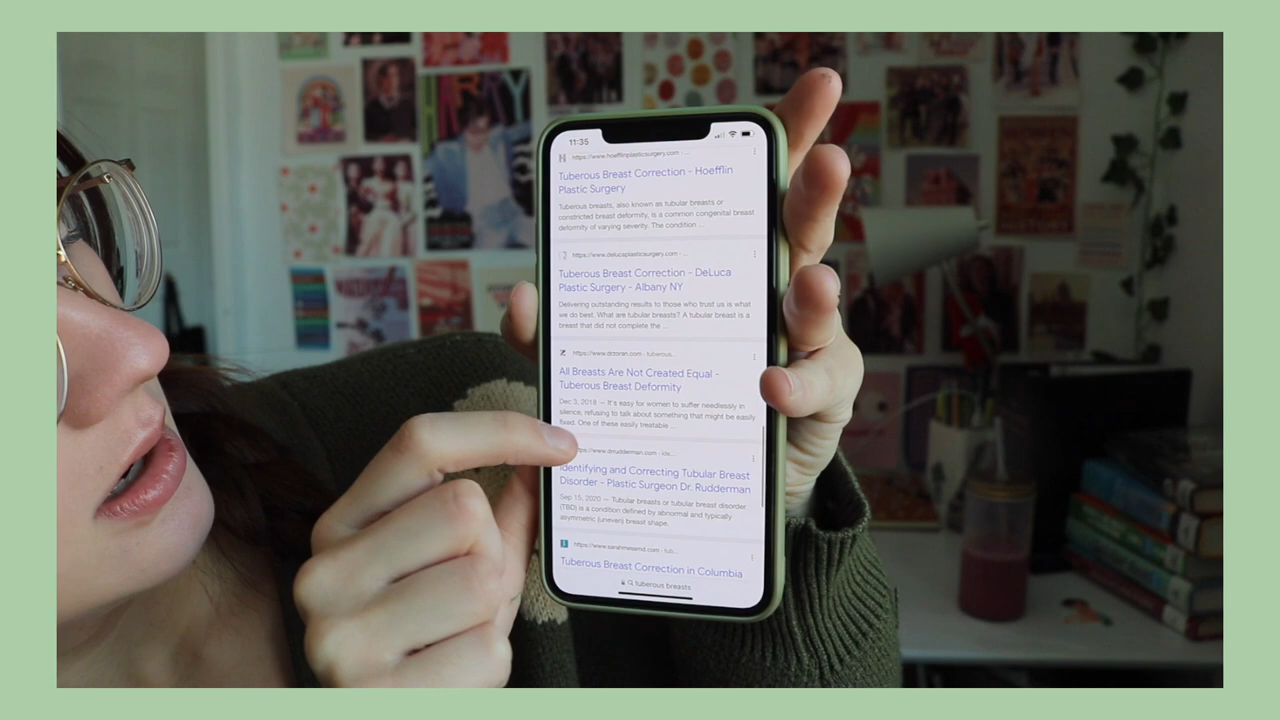 11:35
https://www.hoefflinplasticsurgery.com › ...
Tuberous Breast Correction - Hoefflin
Plastic Surgery
Tuberous breasts, also known as tubular breasts or
constricted breast deformity, is a common congenital breast
deformity of varying severity. The condition ...
https://www.delucaplasticsurgery.com › ...
Tuberous Breast Correction - DeLuca
Plastic Surgery - Albany NY
Delivering outstanding results to those who trust us is what
we do best. What are tubular breasts? A tubular breast is a
breast that did not complete the ...
https://www.drzoran.com › tuberous...
All Breasts Are Not Created Equal -
Tuberous Breast Deformity
Dec 3, 2018 — It's easy for women to suffer needlessly in
silence; refusing to talk about something that might be easily
fixed. One of these easily treatable ...
Identifying and Correcting Tubular Breast
Disorder - Plastic Surgeon Dr. Rudderman
Sep 15, 2020 — Tubular breasts or tubular breast disorder
(TBD) is a condition defined by abnormal and typically
asymmetric (uneven) breast shape.
Tuberous Breast Correction in Columbia
tuberous breasts